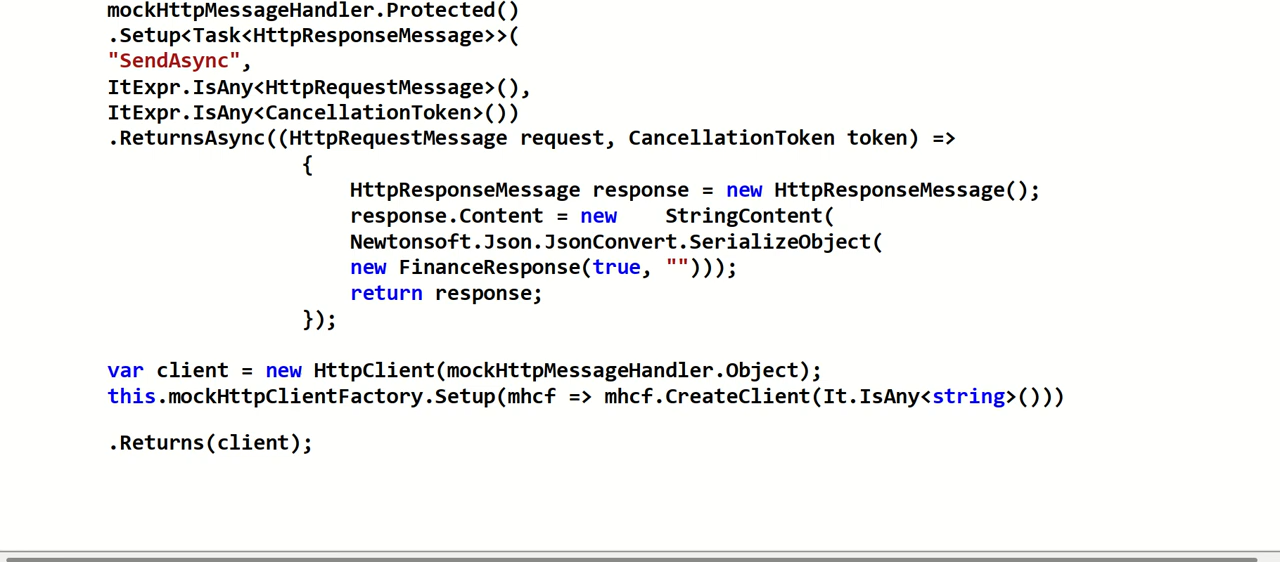 mockHttpMessageHandler.Protected()
.Setup<Task<HttpResponseMessage>>(
"SendAsync",
ItExpr.IsAny<HttpRequestMessage>(),
ItExpr.IsAny<CancellationToken>())
.ReturnsAsync((HttpRequestMessage request, CancellationToken token) =>
{
HttpResponseMessage response = new HttpResponseMessage();
response.Content = new    StringContent(
Newtonsoft.Json.JsonConvert.SerializeObject(
new FinanceResponse(true, "")));
return response;
});
var client = new HttpClient(mockHttpMessageHandler.Object);
this.mockHttpClientFactory.Setup(mhcf => mhcf.CreateClient(It.IsAny<string>()))
.Returns(client);